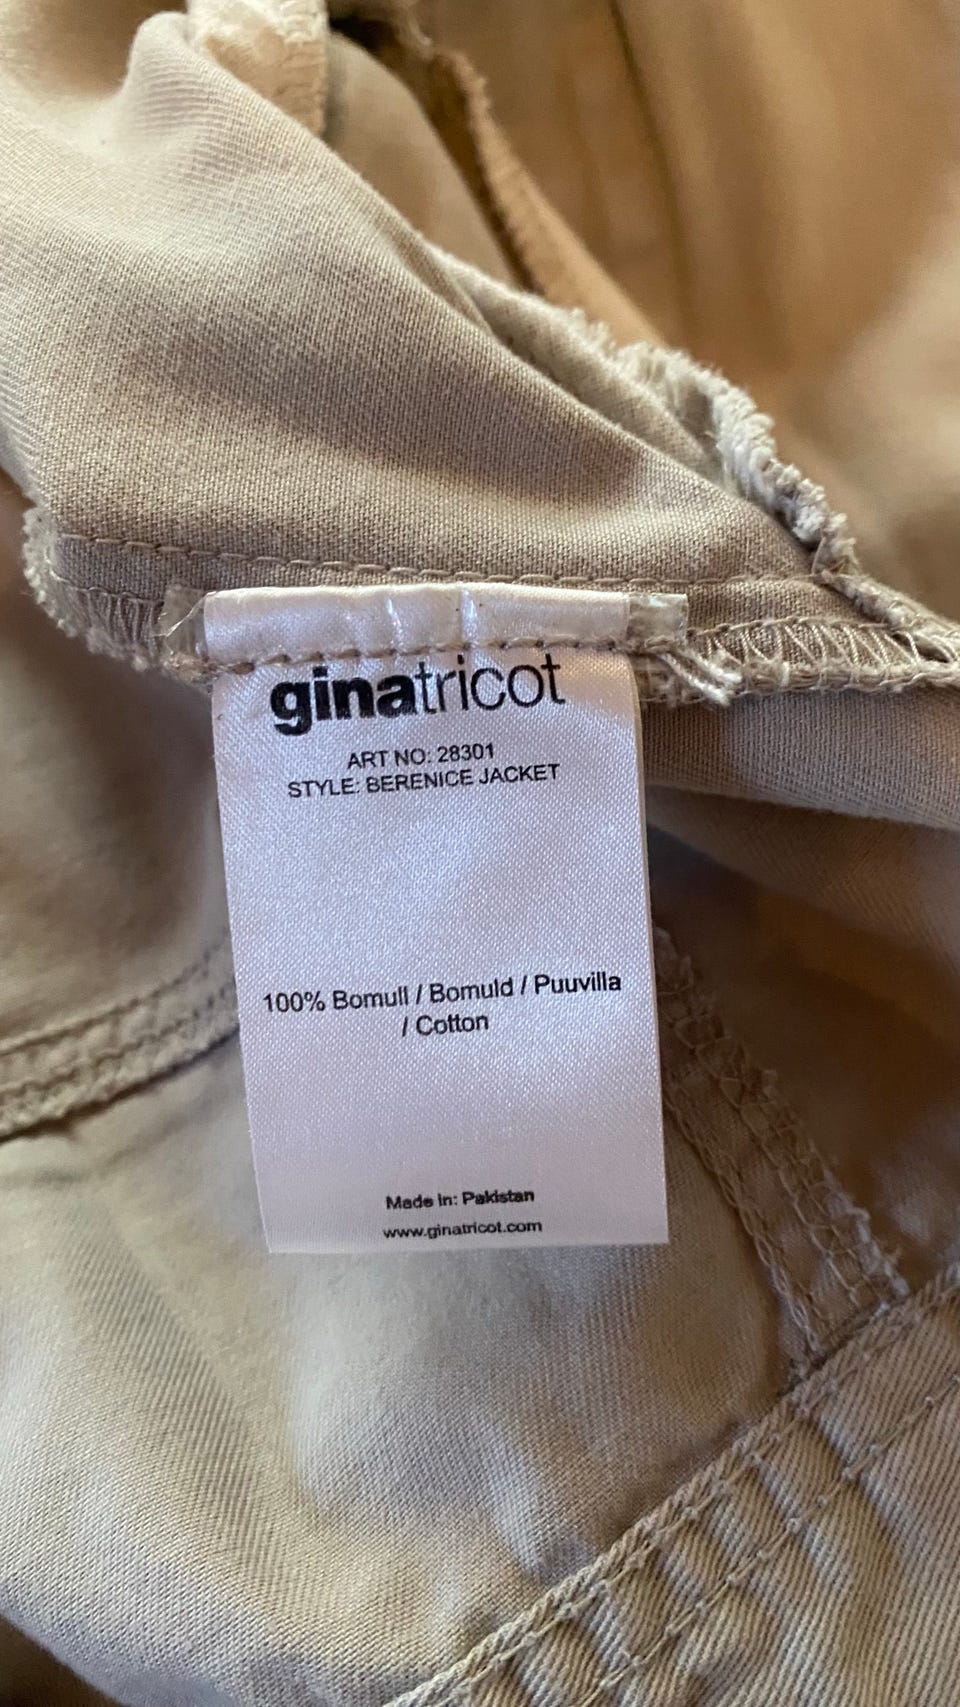 ginatricot
ART NO: 28301
STYLE: BERENICE JACKET
100% Bomull / Bomuld / Puuvilla
/ Cotton
Made in: Pakistan
www.ginatricot.com